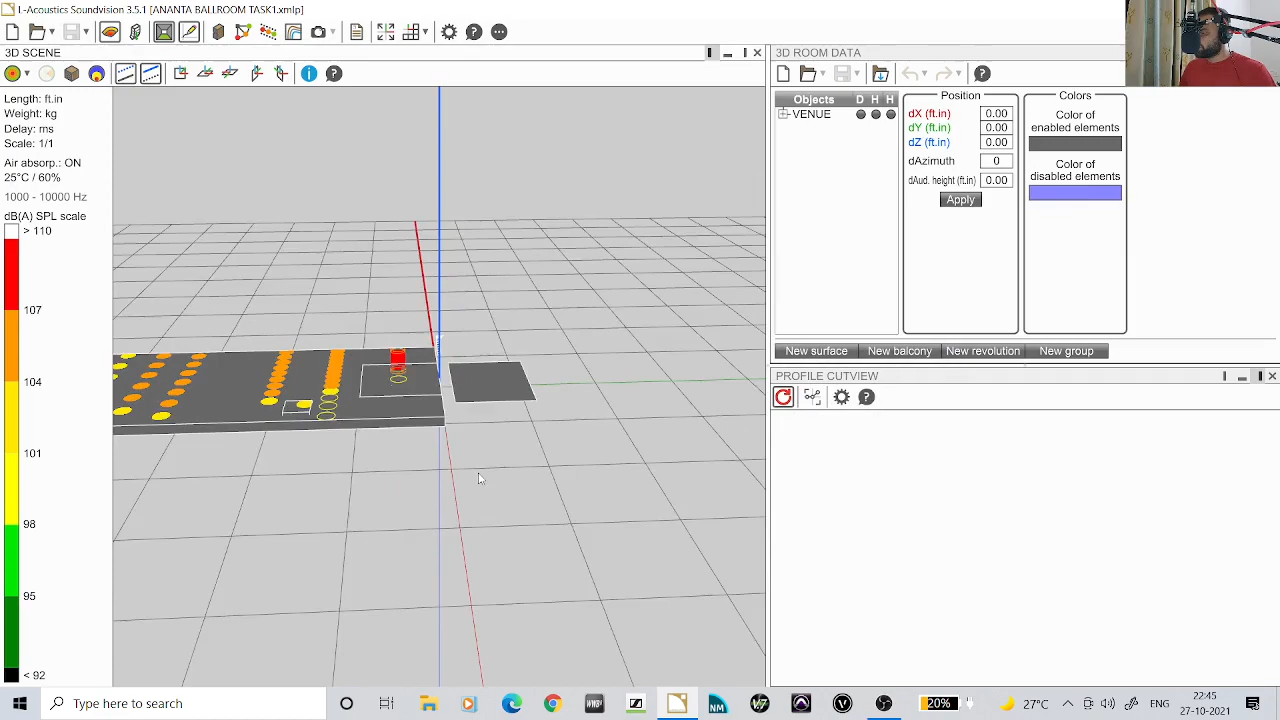 L-Acoustics Soundvision 3.5.1 [ANANTA BALLROOM TASK1.xmlp]
3D SCENE
Length: ft.in
Weight: kg
Delay: ms
Scale: 1/1
Air absorp.: ON
25°C / 60%
1000 - 10000 Hz
dB(A) SPL scale
> 110
107
104
101
98
95
< 92
3D ROOM DATA
Objects D H H
VENUE
Position
dX (ft.in) 0.00
dY (ft.in) 0.00
dZ (ft.in) 0.00
dAzimuth 0
dAud. height (ft.in) 0.00
Apply
Colors
Color of
enabled elements
Color of
disabled elements
New surface New balcony New revolution New group
PROFILE CUTVIEW
Type here to search
20%
27°C
ENG
22:45
27-10-2021